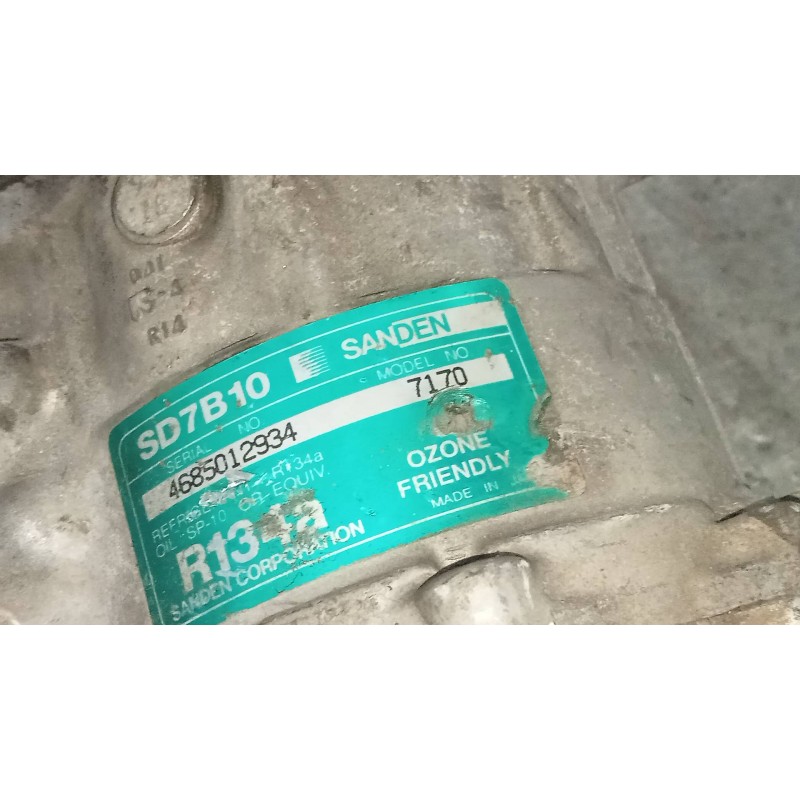 R14
SD7B10 SANDEN
SERIAL NO MODEL NO
4685012934 7170
R134a
OIL SP-10 OR EQUIV.
OZONE
FRIENDLY
R134a
MADE IN
SANDEN CORPORATION